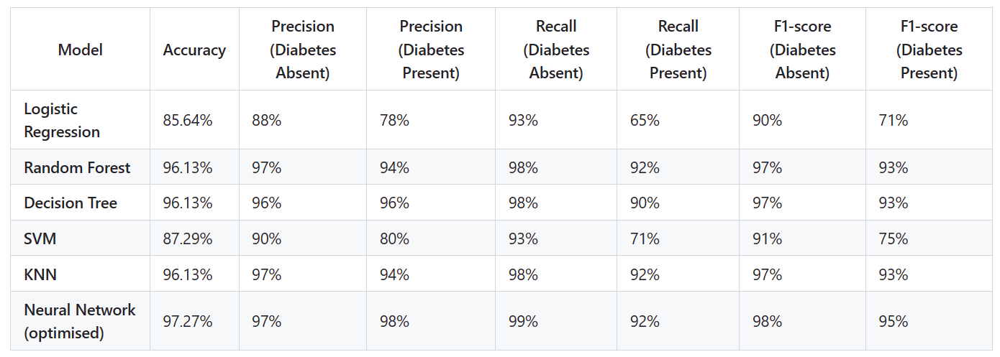 Model Accuracy Precision (Diabetes Absent) Precision (Diabetes Present) Recall (Diabetes Absent) Recall (Diabetes Present) F1-score (Diabetes Absent) F1-score (Diabetes Present)
Logistic Regression 85.64% 88% 78% 93% 65% 90% 71%
Random Forest 96.13% 97% 94% 98% 92% 97% 93%
Decision Tree 96.13% 96% 96% 98% 90% 97% 93%
SVM 87.29% 90% 80% 93% 71% 91% 75%
KNN 96.13% 97% 94% 98% 92% 97% 93%
Neural Network (optimised) 97.27% 97% 98% 99% 92% 98% 95%